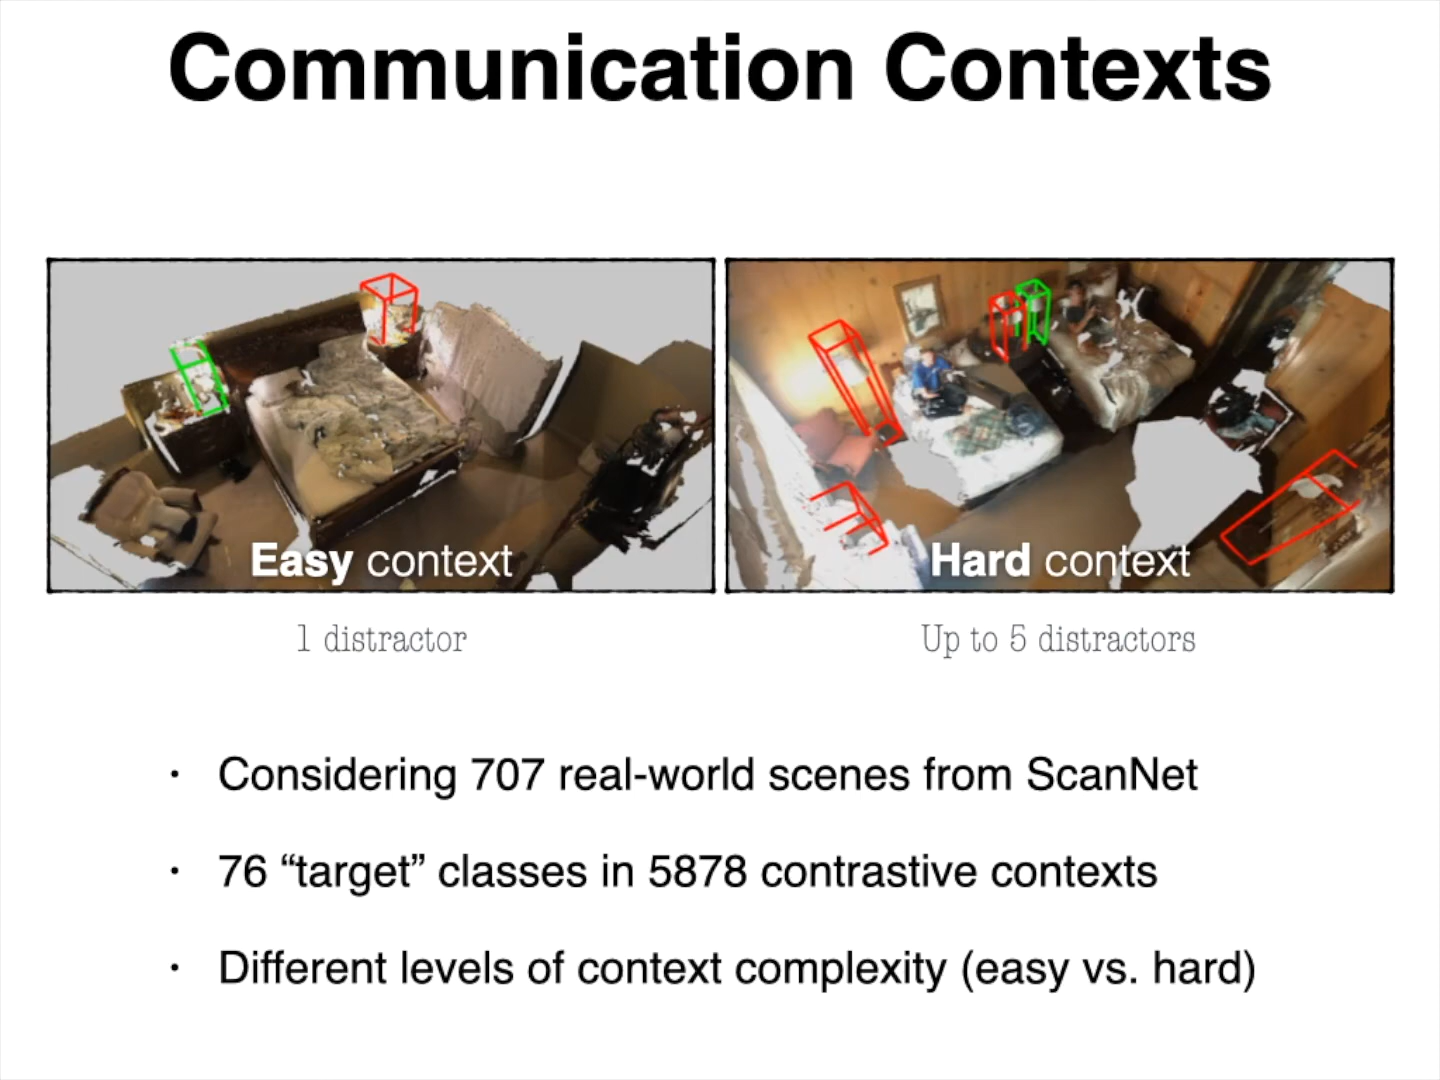 Communication Contexts
Easy context
Hard context
1 distractor
Up to 5 distractors
· Considering 707 real-world scenes from ScanNet
· 76 “target” classes in 5878 contrastive contexts
· Different levels of context complexity (easy vs. hard)